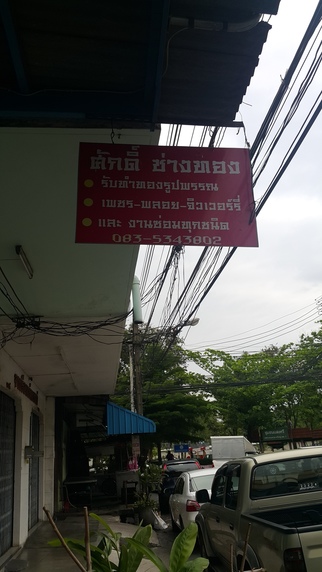 ศักดิ์ ช่างทอง
รับทำทองรูปพรรณ
เพชร-พลอย-จิวเวอร์รี่
และ งานซ่อมทุกชนิด
083-5343802